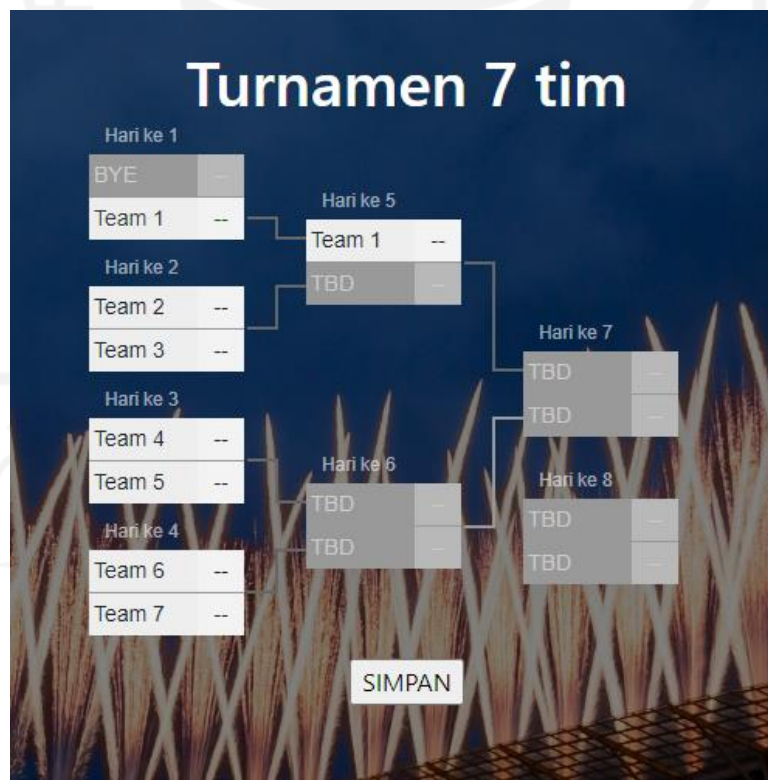 Turnamen 7 tim
Hari ke 1
BYE --
Team 1 --
Hari ke 2
Team 2 --
Team 3 --
Hari ke 3
Team 4 --
Team 5 --
Hari ke 4
Team 6 --
Team 7 --
Hari ke 5
Team 1 --
TBD --
Hari ke 6
TBD --
TBD --
Hari ke 7
TBD --
TBD --
Hari ke 8
TBD --
TBD --
SIMPAN